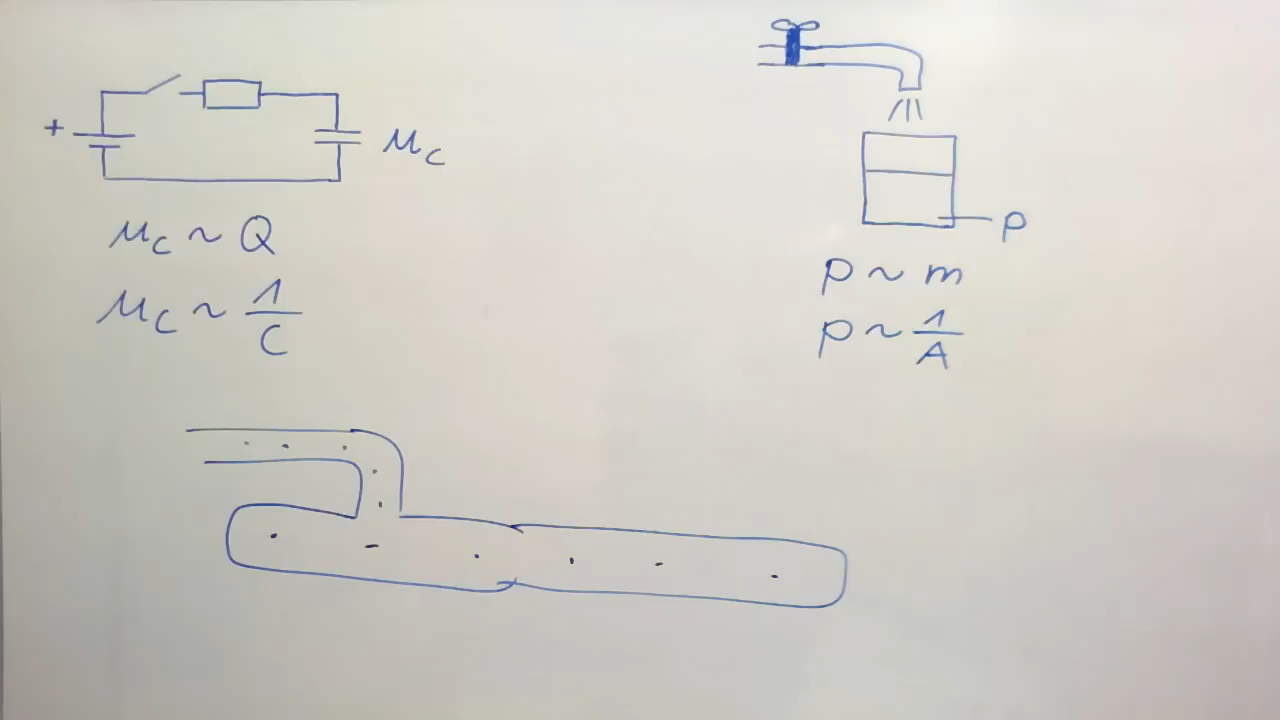 +
u_C
u_C ~ Q
u_C ~ 1/C
p
p ~ m
p ~ 1/A